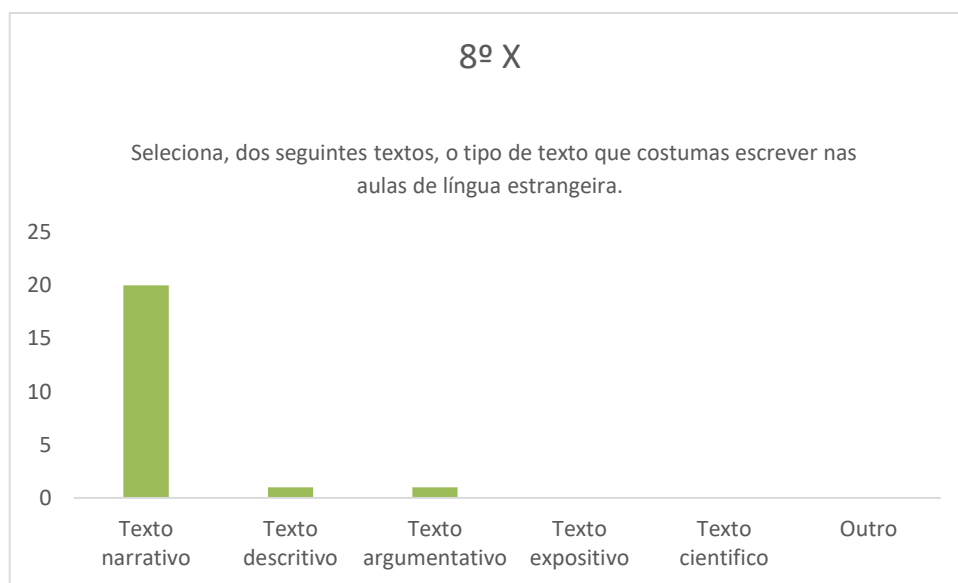 8º X
Seleciona, dos seguintes textos, o tipo de texto que costumas escrever nas
aulas de língua estrangeira.
25
20
15
10
5
0
Texto narrativo
Texto descritivo
Texto argumentativo
Texto expositivo
Texto cientifico
Outro